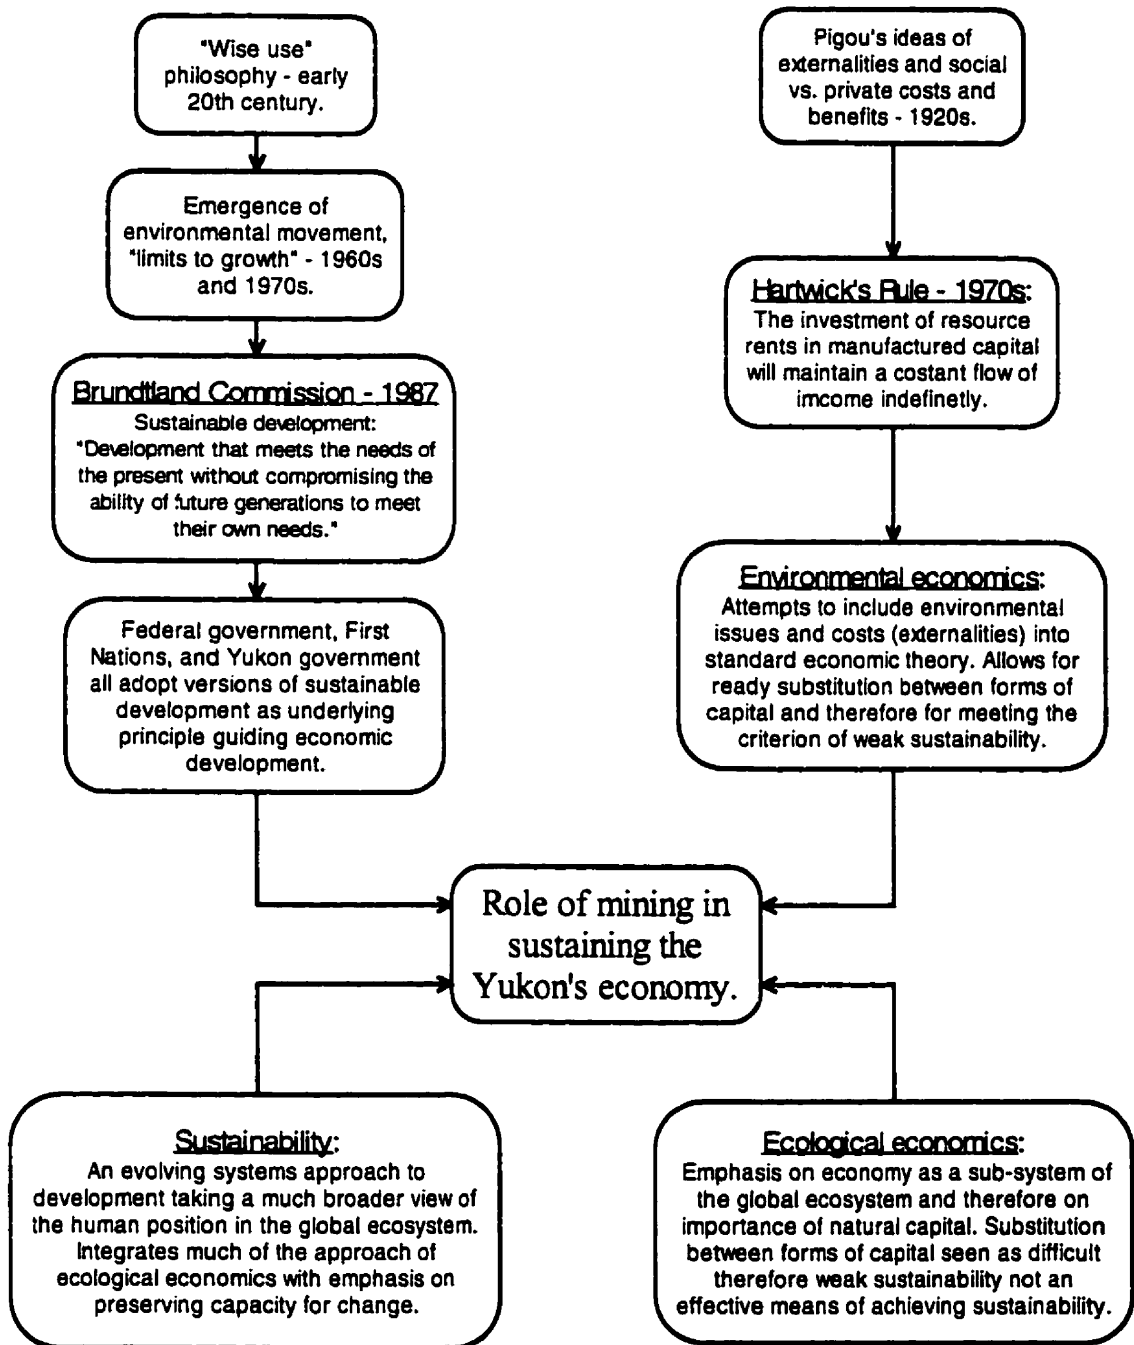 "Wise use"
philosophy - early
20th century.
Emergence of
environmental movement,
"limits to growth" - 1960s
and 1970s.
Brundtland Commission - 1987
Sustainable development:
"Development that meets the needs of
the present without compromising the
ability of future generations to meet
their own needs."
Federal government, First
Nations, and Yukon government
all adopt versions of sustainable
development as underlying
principle guiding economic
development.
Pigou's ideas of
externalities and social
vs. private costs and
benefits - 1920s.
Hartwick's Rule - 1970s:
The investment of resource
rents in manufactured capital
will maintain a costant flow of
imcome indefinetly.
Environmental economics:
Attempts to include environmental
issues and costs (externalities) into
standard economic theory. Allows for
ready substitution between forms of
capital and therefore for meeting the
criterion of weak sustainability.
Role of mining in
sustaining the
Yukon's economy.
Sustainability:
An evolving systems approach to
development taking a much broader view of
the human position in the global ecosystem.
Integrates much of the approach of
ecological economics with emphasis on
preserving capacity for change.
Ecological economics:
Emphasis on economy as a sub-system of
the global ecosystem and therefore on
importance of natural capital. Substitution
between forms of capital seen as difficult
therefore weak sustainability not an
effective means of achieving sustainability.